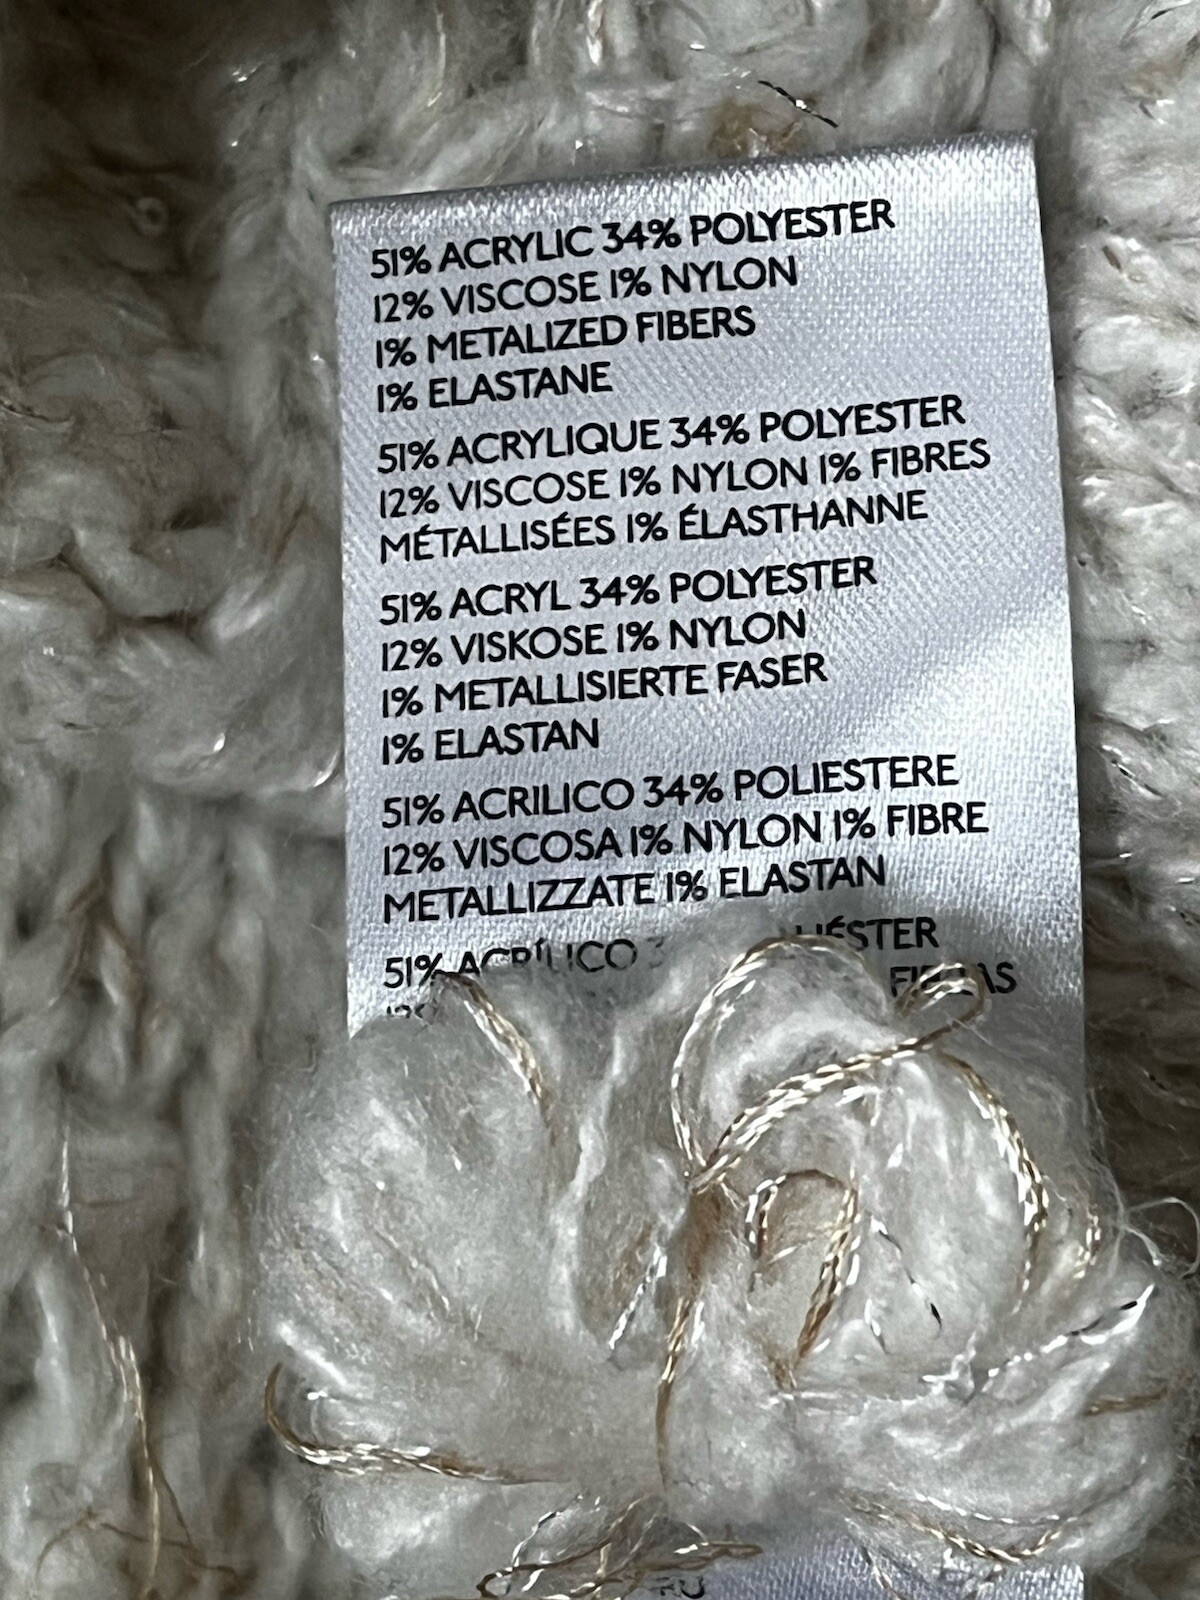 51% ACRYLIC 34% POLYESTER
12% VISCOSE 1% NYLON
1% METALIZED FIBERS
1% ELASTANE
51% ACRYLIQUE 34% POLYESTER
12% VISCOSE 1% NYLON 1% FIBRES
MÉTALLISÉES 1% ÉLASTHANNE
51% ACRYL 34% POLYESTER
12% VISKOSE 1% NYLON
1% METALLISIERTE FASER
1% ELASTAN
51% ACRILICO 34% POLIESTERE
12% VISCOSA 1% NYLON 1% FIBRE
METALLIZZATE 1% ELASTAN
51% ACRÍLICO